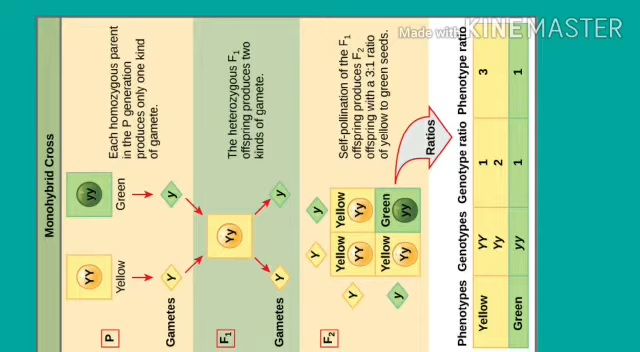 Made with KINEMASTER
Monohybrid Cross
P
Yellow
YY
Green
yy
Each homozygous parent
in the P generation
produces only one kind
of gamete.
Gametes
Y
y
F1
Yy
The heterozygous F1
offspring produces two
kinds of gamete.
Gametes
Y
y
F2
Y
y
Y
Yellow
YY
Yellow
Yy
y
Yellow
Yy
Green
yy
Self-pollination of the F1
offspring produces F2
offspring with a 3:1 ratio
of yellow to green seeds.
Ratios
Phenotypes Genotypes Genotype ratio Phenotype ratio
Yellow YY 1 3
Yy 2
Green yy 1 1